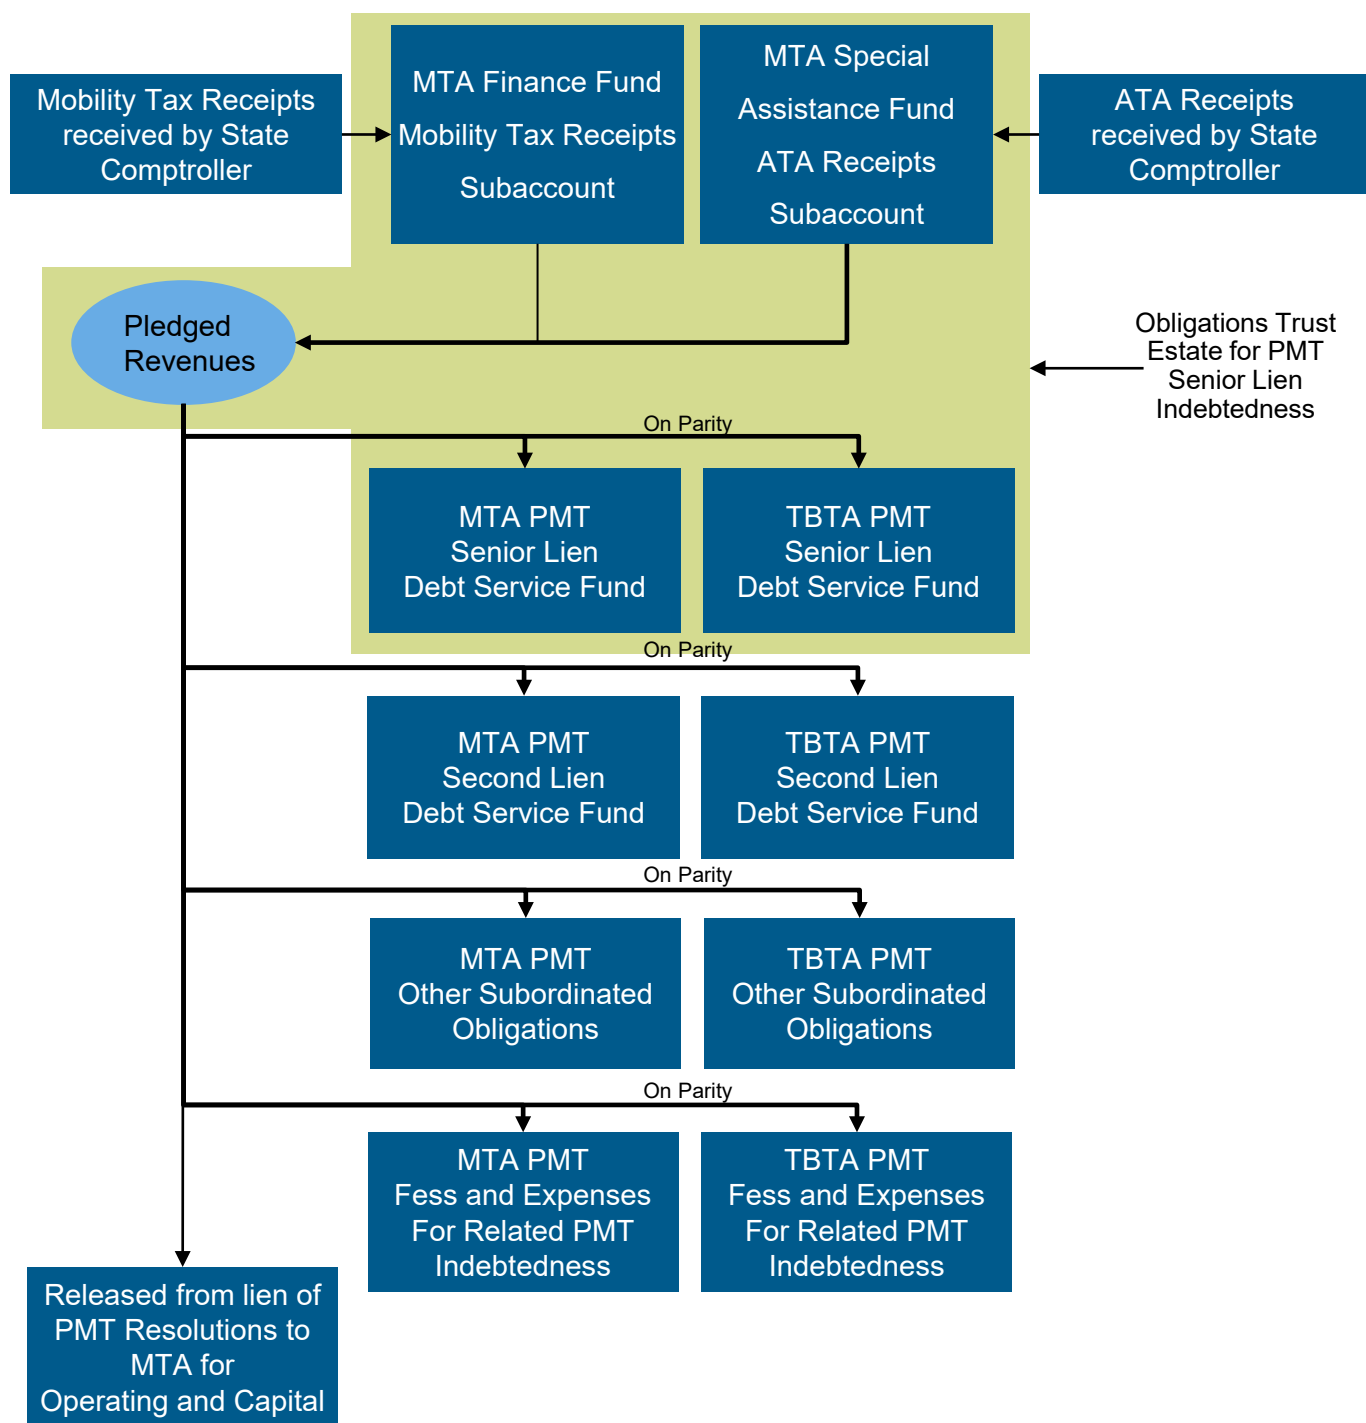 Mobility Tax Receipts
received by State
Comptroller
MTA Finance Fund
Mobility Tax Receipts
Subaccount
MTA Special
Assistance Fund
ATA Receipts
Subaccount
ATA Receipts
received by State
Comptroller
Pledged
Revenues
Obligations Trust
Estate for PMT
Senior Lien
Indebtedness
On Parity
MTA PMT
Senior Lien
Debt Service Fund
TBTA PMT
Senior Lien
Debt Service Fund
On Parity
MTA PMT
Second Lien
Debt Service Fund
TBTA PMT
Second Lien
Debt Service Fund
On Parity
MTA PMT
Other Subordinated
Obligations
TBTA PMT
Other Subordinated
Obligations
On Parity
MTA PMT
Fess and Expenses
For Related PMT
Indebtedness
TBTA PMT
Fess and Expenses
For Related PMT
Indebtedness
Released from lien of
PMT Resolutions to
MTA for
Operating and Capital